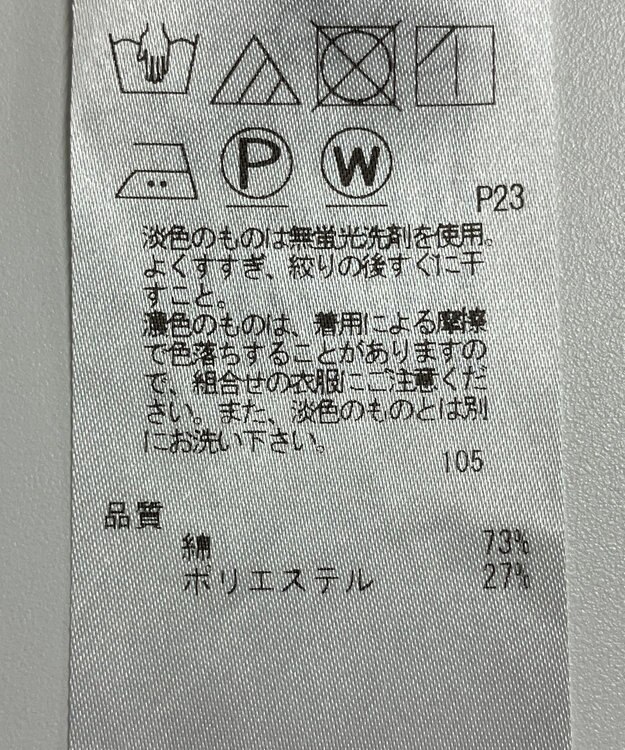 P W
P23
淡色のものは無蛍光洗剤を使用。
よくすすぎ、絞りの後すぐに干
すこと。
濃色のものは、着用による摩擦
で色落ちすることがありますの
で、組合せの衣服にご注意くだ
さい。また、淡色のものとは別
にお洗い下さい。
105
品質
綿 73%
ポリエステル 27%